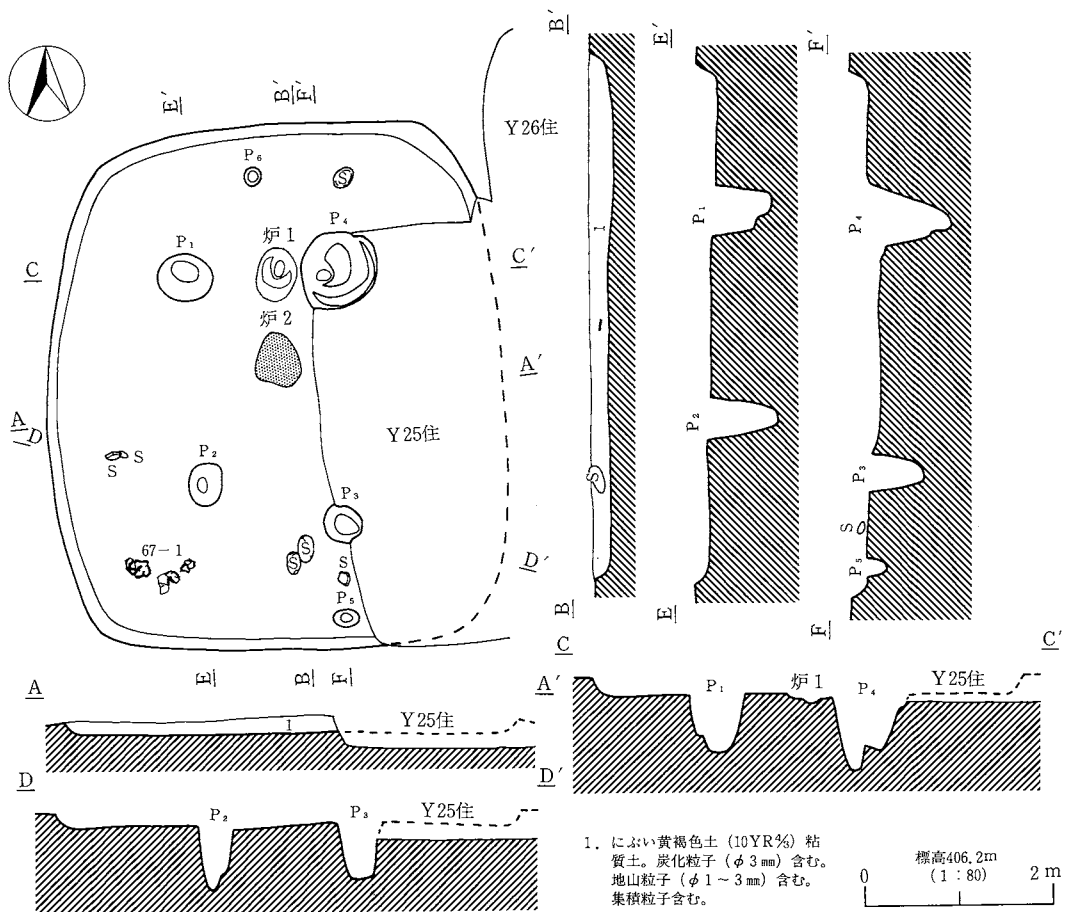 B′
E′
F′
E′
B′
F′
Y26住
P₆
S
P₄
P₁
炉1
C
C′
炉2
1
P₁
P₄
A′
Y25住
A
D
S
S
P₂
P₃
P₂
S
P₃
67−1
S
S
S
P₅
D′
S
P₅
B
E
F
E
B
F
A
A′
1
Y25住
C
C′
P₁
炉1
P₄
Y25住
D
D′
P₂
P₃
Y25住
1. にぶい黄褐色土(10YR⁴⁄₃)粘
質土。炭化粒子(φ3㎜)含む。
地山粒子(φ1~3㎜)含む。
集積粒子含む。
標高406.2m
(1:80)
0
2m